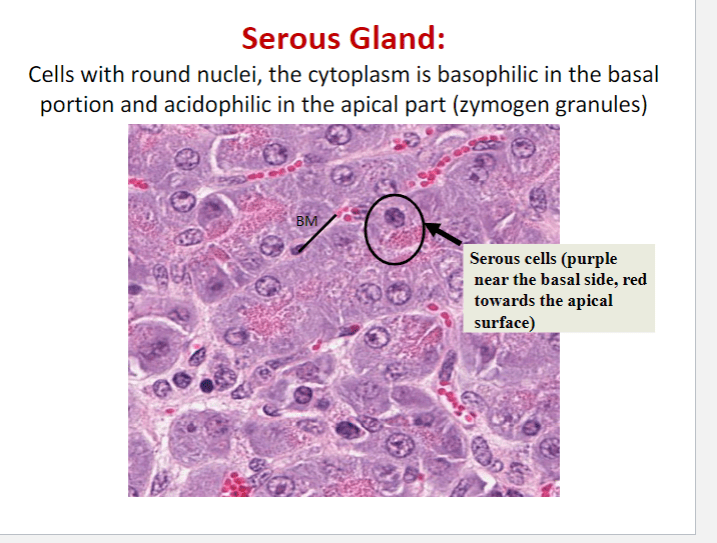 Serous Gland:
Cells with round nuclei, the cytoplasm is basophilic in the basal
portion and acidophilic in the apical part (zymogen granules)
BM
Serous cells (purple
near the basal side, red
towards the apical
surface)